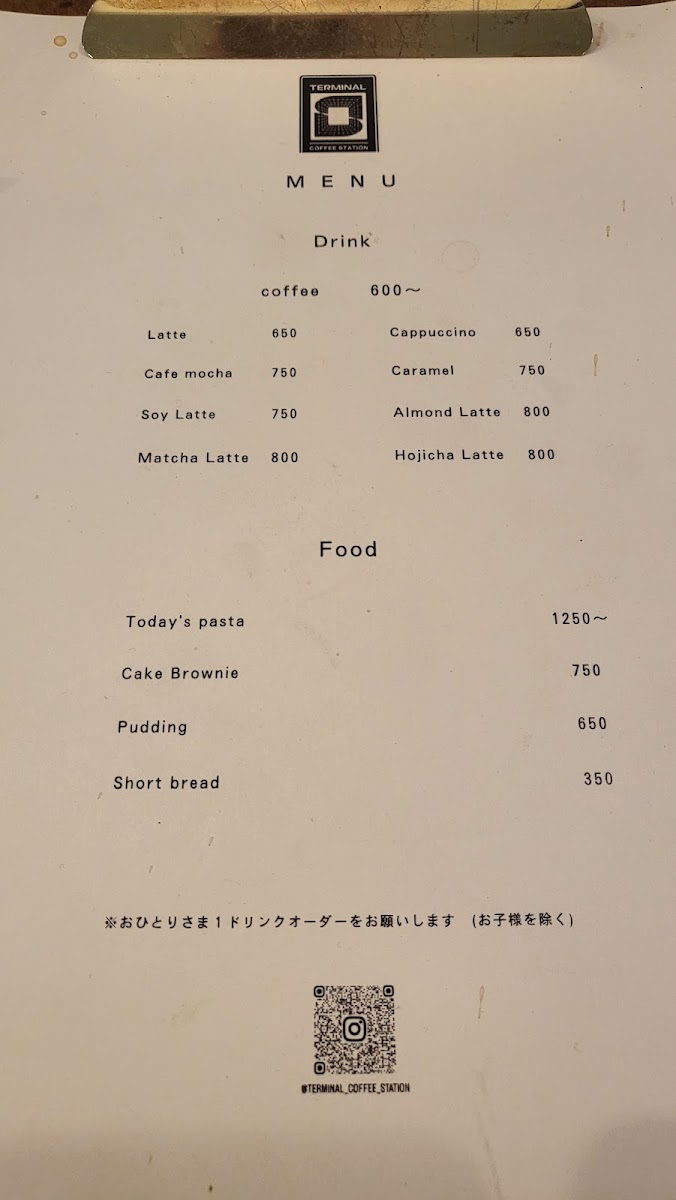 TERMINAL
COFFEE STATION
MENU
Drink
coffee 600～
Latte 650 Cappuccino 650
Cafe mocha 750 Caramel 750
Soy Latte 750 Almond Latte 800
Matcha Latte 800 Hojicha Latte 800
Food
Today's pasta 1250～
Cake Brownie 750
Pudding 650
Short bread 350
※おひとりさま１ドリンクオーダーをお願いします (お子様を除く)
@TERMINAL_COFFEE_STATION